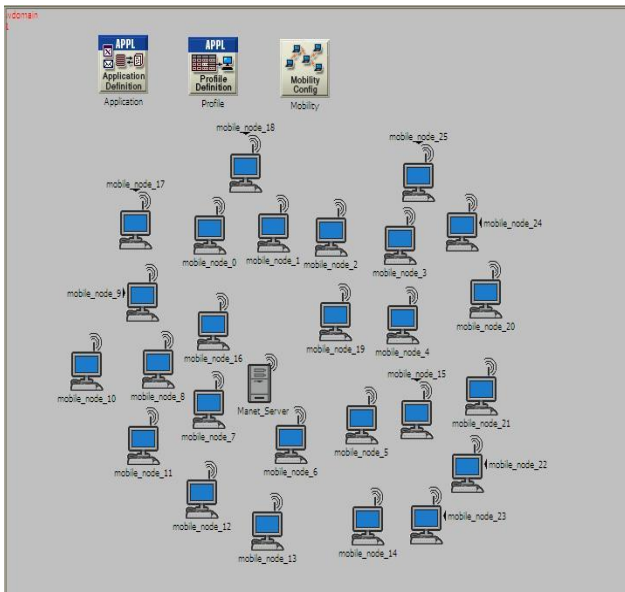 APPL
Application
Definition
Application
APPL
Profile
Definition
Profile
Mobility
Config
Mobility
mobile_node_18
mobile_node_25
mobile_node_17
mobile_node_24
mobile_node_0
mobile_node_1
mobile_node_2
mobile_node_3
mobile_node_9
mobile_node_20
mobile_node_16
mobile_node_19
mobile_node_4
mobile_node_10
mobile_node_8
mobile_node_15
Manet_Server
mobile_node_7
mobile_node_21
mobile_node_5
mobile_node_11
mobile_node_6
mobile_node_22
mobile_node_12
mobile_node_23
mobile_node_13
mobile_node_14